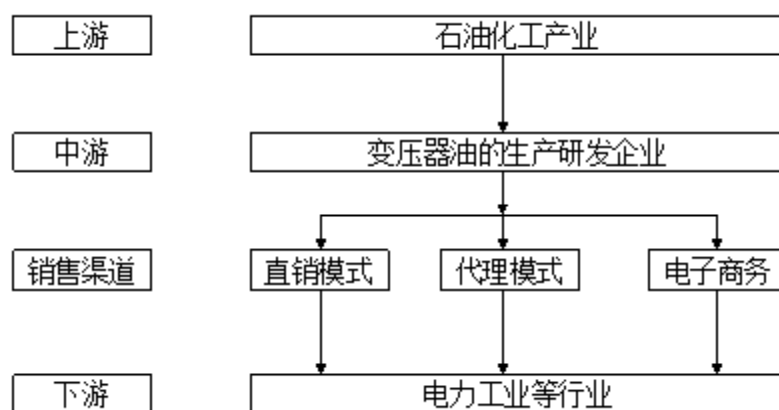 上游
石油化工产业
中游
变压器油的生产研发企业
销售渠道
直销模式
代理模式
电子商务
下游
电力工业等行业